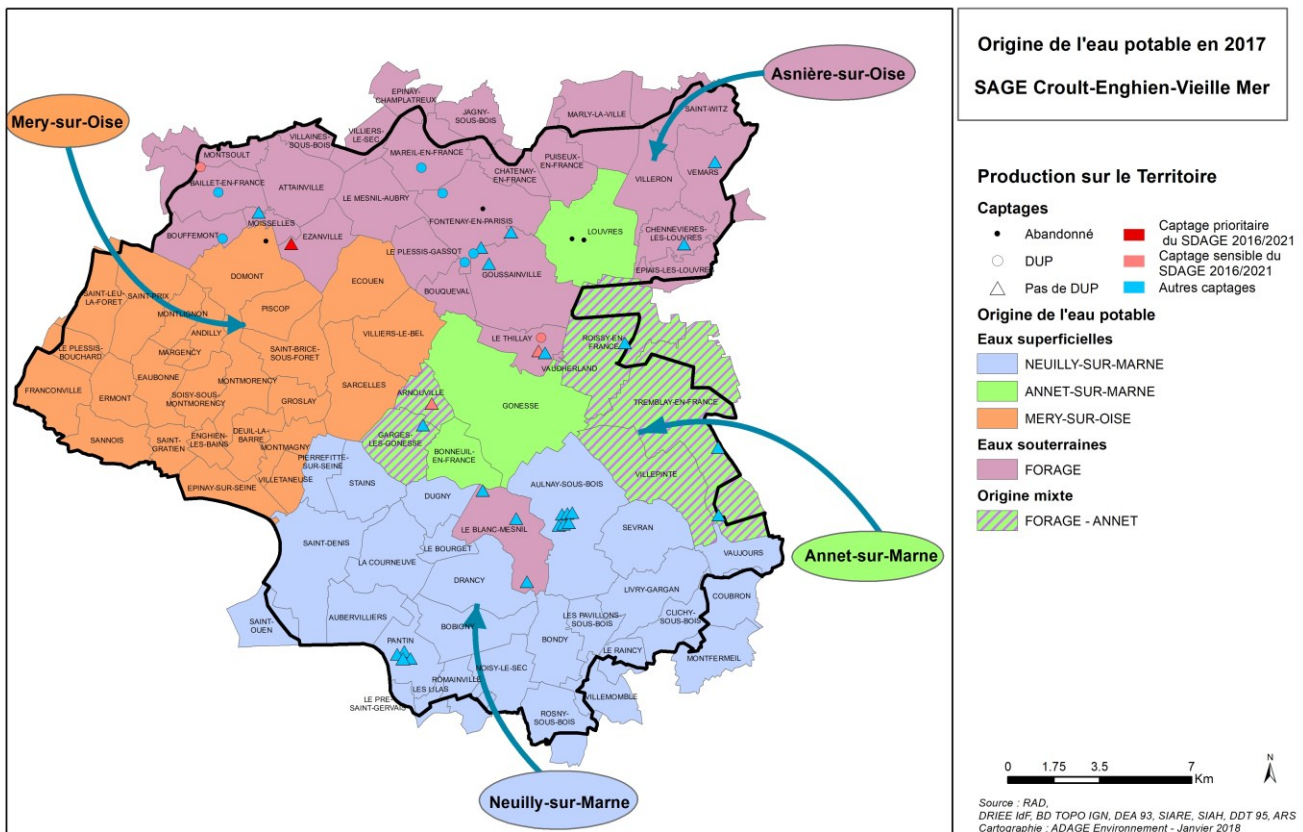 Origine de l'eau potable en 2017
SAGE Croult-Enghien-Vieille Mer
Production sur le Territoire
Captages
Abandonné
DUP
Pas de DUP
Captage prioritaire
du SDAGE 2016/2021
Captage sensible du
SDAGE 2016/2021
Autres captages
Origine de l'eau potable
Eaux superficielles
NEUILLY-SUR-MARNE
ANNET-SUR-MARNE
MERY-SUR-OISE
Eaux souterraines
FORAGE
Origine mixte
FORAGE - ANNET
0 1.75 3.5 7
Km
N
Source : RAD,
DRIEE IdF, BD TOPO IGN, DEA 93, SIARE, SIAH, DDT 95, ARS
Cartographie : ADAGE Environnement - Janvier 2018
Asnière-sur-Oise
Mery-sur-Oise
Annet-sur-Marne
Neuilly-sur-Marne
EPINAY-
CHAMPLATREUX
JAGNY-
SOUS-BOIS
MARLY-LA-VILLE
SAINT-WITZ
VILLIERS-
LE-SEC
VILLAINES-
SOUS-BOIS
MONTSOULT
MAREIL-EN-FRANCE
CHATENAY-
EN-FRANCE
PUISEUX-
EN-FRANCE
VILLERON
VEMARS
BAILLET-EN-FRANCE
ATTAINVILLE
LE MESNIL-AUBRY
FONTENAY-EN-PARISIS
LOUVRES
CHENNEVIERES-
LES-LOUVRES
MOISSELLES
BOUFFEMONT
EZANVILLE
LE PLESSIS-GASSOT
GOUSSAINVILLE
EPIAIS-LES-LOUVRES
DOMONT
ECOUEN
BOUQUEVAL
SAINT-LEU-
LA-FORET
SAINT-PRIX
MONTLIGNON
PISCOP
ANDILLY
VILLIERS-LE-BEL
LE THILLAY
ROISSY-EN-
FRANCE
VAUDHERLAND
LE PLESSIS-
BOUCHARD
MARGENCY
SAINT-BRICE-
SOUS-FORET
FRANCONVILLE
EAUBONNE
MONTMORENCY
SARCELLES
ARNOUVILLE
GONESSE
TREMBLAY-EN-FRANCE
ERMONT
SOISY-SOUS-
MONTMORENCY
GROSLAY
SANNOIS
SAINT-
GRATIEN
ENGHIEN-
LES-BAINS
DEUIL-LA-
BARRE
MONTMAGNY
GARGES-
LES-GONESSE
BONNEUIL-
EN-FRANCE
VILLEPINTE
PIERREFITTE-
SUR-SEINE
EPINAY-SUR-SEINE
VILLETANEUSE
STAINS
DUGNY
AULNAY-SOUS-BOIS
LE BLANC-MESNIL
SEVRAN
SAINT-DENIS
LE BOURGET
VAUJOURS
LA COURNEUVE
DRANCY
LIVRY-GARGAN
COUBRON
SAINT-
OUEN
AUBERVILLIERS
BOBIGNY
LES PAVILLONS-
SOUS-BOIS
CLICHY-
SOUS-BOIS
PANTIN
BONDY
LE RAINCY
MONTFERMEIL
NOISY-LE-SEC
ROMAINVILLE
LES LILAS
LE PRE-
SAINT-GERVAIS
VILLEMOMBLE
ROSNY-
SOUS-BOIS